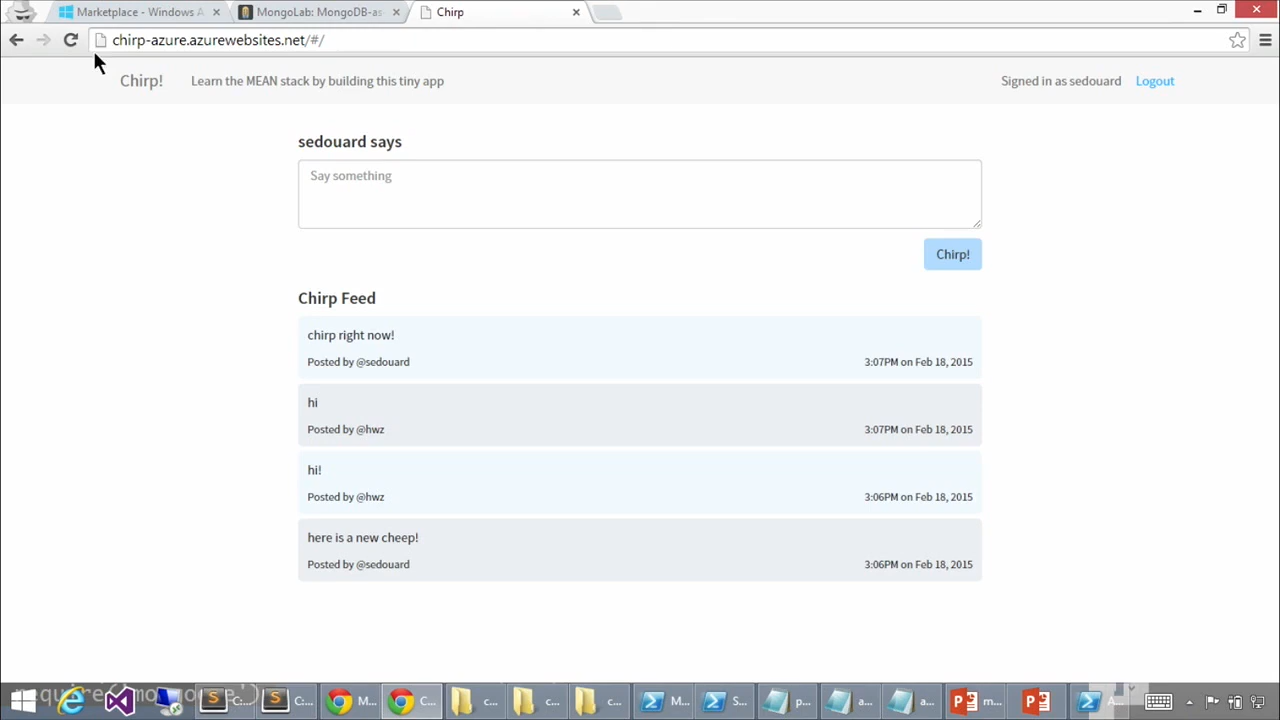 Marketplace - Windows A
MongoLab: MongoDB-as
Chirp
chirp-azure.azurewebsites.net/#/
Chirp! Learn the MEAN stack by building this tiny app Signed in as sedouard Logout
sedouard says
Say something
Chirp!
Chirp Feed
chirp right now!
Posted by @sedouard 3:07PM on Feb 18, 2015
hi
Posted by @hwz 3:07PM on Feb 18, 2015
hi!
Posted by @hwz 3:06PM on Feb 18, 2015
here is a new cheep!
Posted by @sedouard 3:06PM on Feb 18, 2015
require('mongoose')
C... C... M... C... c... c... c... M... S... p... a... a... m...